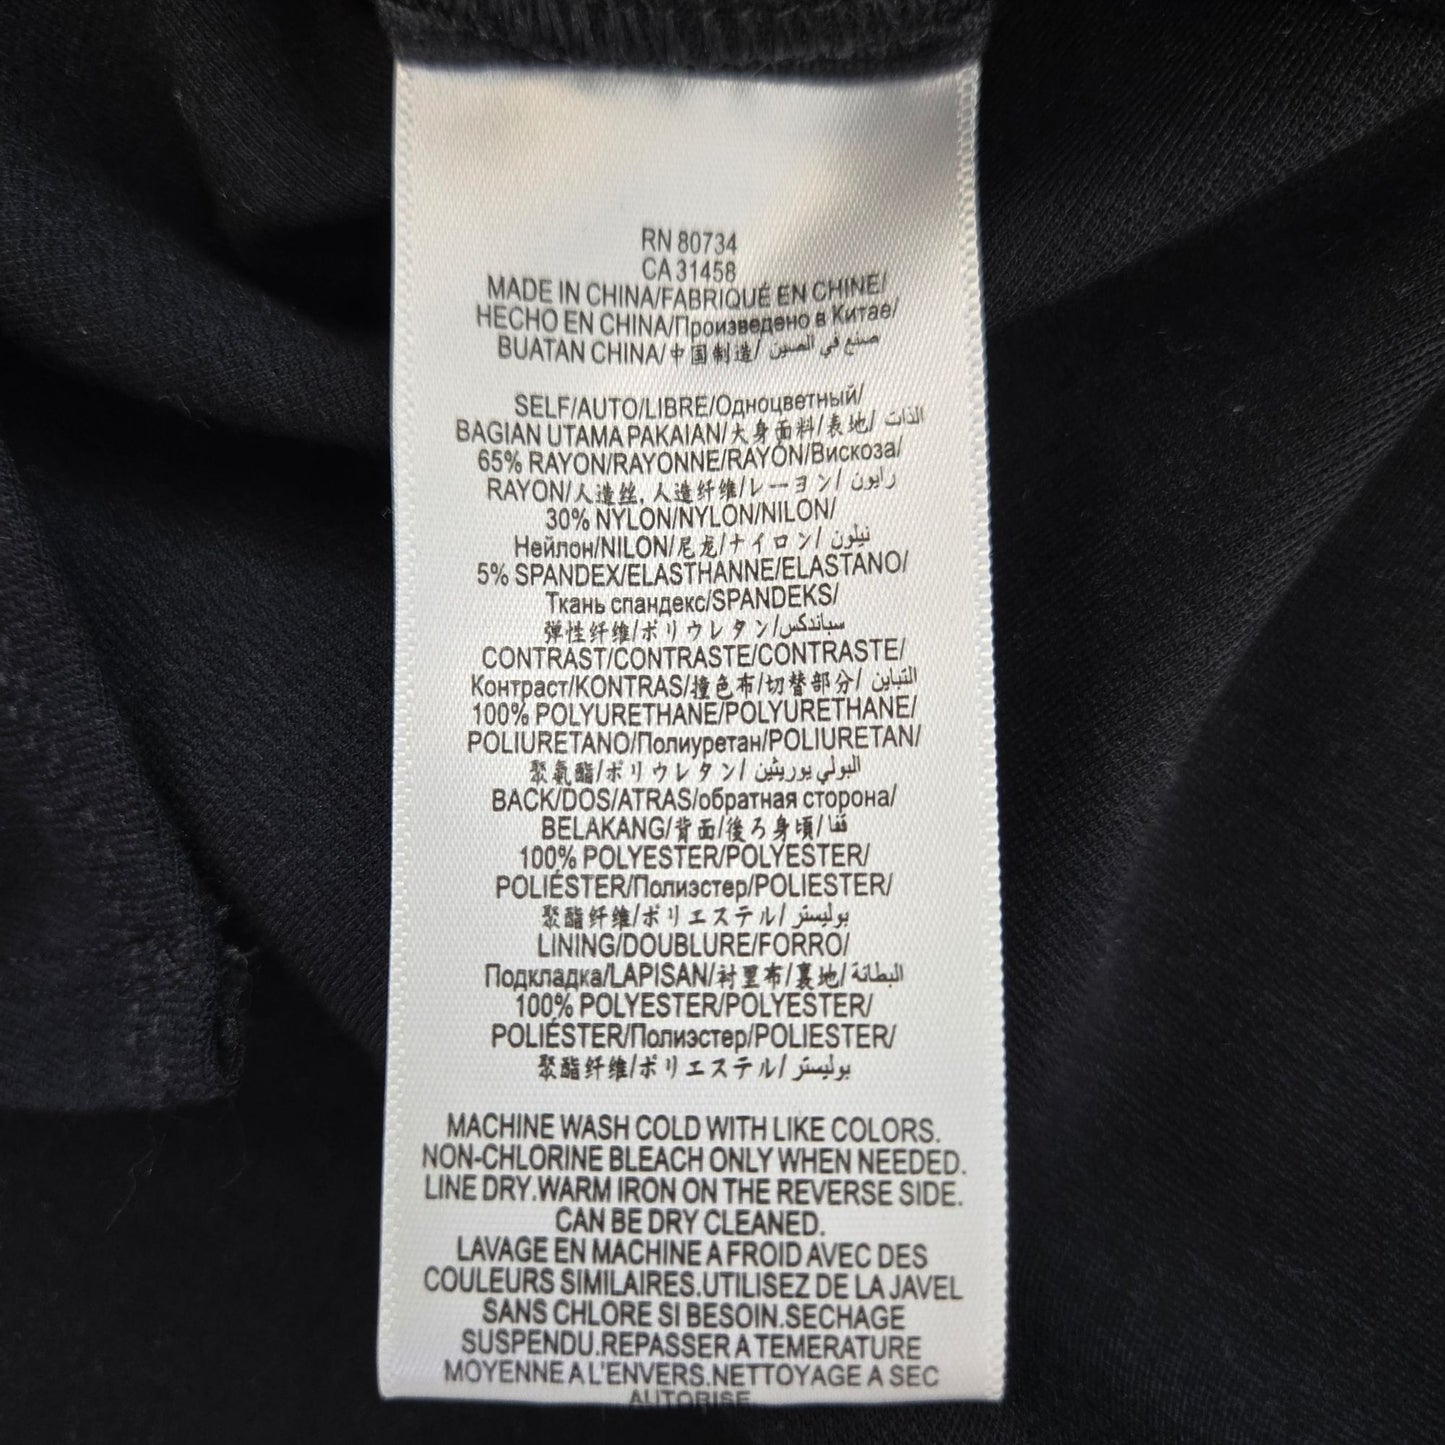 RN 80734
CA 31458
MADE IN CHINA/FABRIQUÉ EN CHINE/
HECHO EN CHINA/Произведено в Китае/
BUATAN CHINA/中国制造/ صنع في الصين
SELF/AUTO/LIBRE/Одноцветный/
BAGIAN UTAMA PAKAIAN/大身面料/表地/ الذات
65% RAYON/RAYONNE/RAYÓN/Вискоза/
RAYON/人造丝, 人造纤维/レーヨン/ رايون
30% NYLON/NYLON/NILON/
Нейлон/NILON/尼龙/ナイロン/ نيلون
5% SPANDEX/ELASTHANNE/ELASTANO/
Ткань спандекс/SPANDEKS/
弹性纤维/ポリウレタン/سباندكس
CONTRAST/CONTRASTE/CONTRASTE/
Контраст/KONTRAS/撞色布/切替部分/ التباين
100% POLYURETHANE/POLYURETHANE/
POLIURETANO/Полиуретан/POLIURETAN/
聚氨酯/ポリウレタン/ البولي يوريثين
BACK/DOS/ATRAS/обратная сторона/
BELAKANG/背面/後ろ身頃/ قفا
100% POLYESTER/POLYESTER/
POLIÉSTER/Полиэстер/POLIESTER/
聚酯纤维/ポリエステル/ بوليستر
LINING/DOUBLURE/FORRO/
Подкладка/LAPISAN/衬里布/裏地/ البطانة
100% POLYESTER/POLYESTER/
POLIÉSTER/Полиэстер/POLIESTER/
聚酯纤维/ポリエステル/ بوليستر
MACHINE WASH COLD WITH LIKE COLORS.
NON-CHLORINE BLEACH ONLY WHEN NEEDED.
LINE DRY.WARM IRON ON THE REVERSE SIDE.
CAN BE DRY CLEANED.
LAVAGE EN MACHINE A FROID AVEC DES
COULEURS SIMILAIRES.UTILISEZ DE LA JAVEL
SANS CHLORE SI BESOIN.SECHAGE
SUSPENDU.REPASSER A TEMERATURE
MOYENNE A L'ENVERS.NETTOYAGE A SEC
AUTORISE